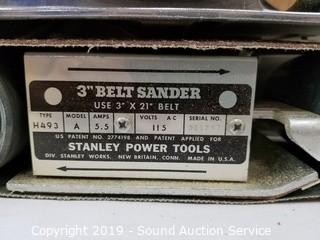 3" BELT SANDER
USE 3" X 21" BELT
TYPE MODEL AMPS VOLTS A C SERIAL NO.
H493 A 5.5 115
US PATENT NO. 2774198 AND PATENT APPLIED FOR
STANLEY POWER TOOLS
DIV. STANLEY WORKS, NEW BRITAIN, CONN. MADE IN U.S.A.
Copyright 2019 - Sound Auction Service